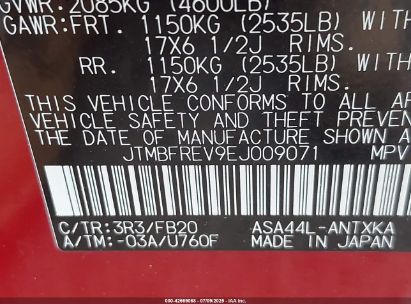 GVWR:2085KG (4600LB)
GAWR:FRT. 1150KG (2535LB) WITH
17X6 1/2J RIMS.
RR. 1150KG (2535LB) WITH
17X6 1/2J RIMS.
THIS VEHICLE CONFORMS TO ALL
VEHICLE SAFETY AND THEFT PREVENT
THE DATE OF MANUFACTURE SHOWN A
JTMBFREV9EJ009071 MPV
C/TR:3R3/FB20 ASA44L-ANTXKA
A/TM:-03A/U760F MADE IN JAPAN